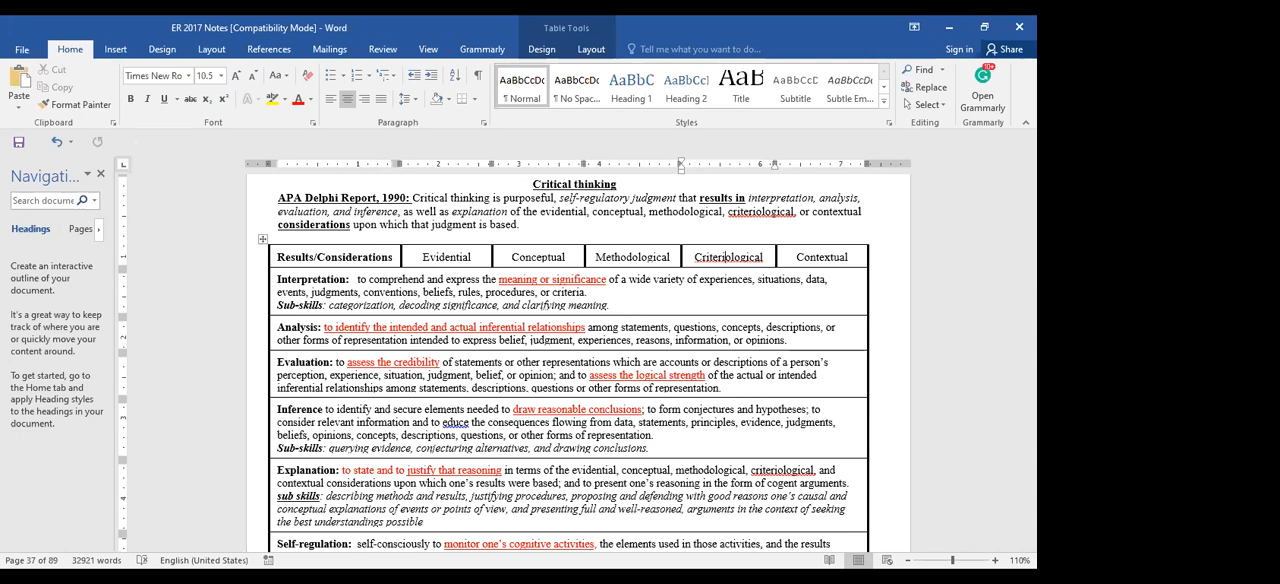 ER 2017 Notes [Compatibility Mode] - Word
Table Tools
File Home Insert Design Layout References Mailings Review View Grammarly Design Layout Tell me what you want to do... Sign in Share
Paste
Cut
Copy
Format Painter
Clipboard
Times New Ro 10.5
Font
Paragraph
AaBbCcDc AaBbCcDc AaBbC AaBbCcl AaB AaBbCcD AaBbCcDc
¶ Normal ¶ No Spac... Heading 1 Heading 2 Title Subtitle Subtle Em...
Styles
Find
Replace
Select
Editing
Open
Grammarly
Grammarly
Navigati...
Search docume
Headings Pages
Create an interactive
outline of your
document.
It's a great way to keep
track of where you are
or quickly move your
content around.
To get started, go to
the Home tab and
apply Heading styles to
the headings in your
document.
1 2 3 4 6 7
Critical thinking
APA Delphi Report, 1990: Critical thinking is purposeful, self-regulatory judgment that results in interpretation, analysis,
evaluation, and inference, as well as explanation of the evidential, conceptual, methodological, criteriological, or contextual
considerations upon which that judgment is based.
Results/Considerations Evidential Conceptual Methodological Criteriological Contextual
Interpretation: to comprehend and express the meaning or significance of a wide variety of experiences, situations, data,
events, judgments, conventions, beliefs, rules, procedures, or criteria.
Sub-skills: categorization, decoding significance, and clarifying meaning.
Analysis: to identify the intended and actual inferential relationships among statements, questions, concepts, descriptions, or
other forms of representation intended to express belief, judgment, experiences, reasons, information, or opinions.
Evaluation: to assess the credibility of statements or other representations which are accounts or descriptions of a person's
perception, experience, situation, judgment, belief, or opinion; and to assess the logical strength of the actual or intended
inferential relationships among statements, descriptions, questions or other forms of representation.
Inference to identify and secure elements needed to draw reasonable conclusions; to form conjectures and hypotheses; to
consider relevant information and to educe the consequences flowing from data, statements, principles, evidence, judgments,
beliefs, opinions, concepts, descriptions, questions, or other forms of representation.
Sub-skills: querying evidence, conjecturing alternatives, and drawing conclusions.
Explanation: to state and to justify that reasoning in terms of the evidential, conceptual, methodological, criteriological, and
contextual considerations upon which one's results were based; and to present one's reasoning in the form of cogent arguments.
sub skills: describing methods and results, justifying procedures, proposing and defending with good reasons one's causal and
conceptual explanations of events or points of view, and presenting full and well-reasoned, arguments in the context of seeking
the best understandings possible
Self-regulation: self-consciously to monitor one's cognitive activities, the elements used in those activities, and the results
Page 37 of 89 32921 words English (United States) 110%